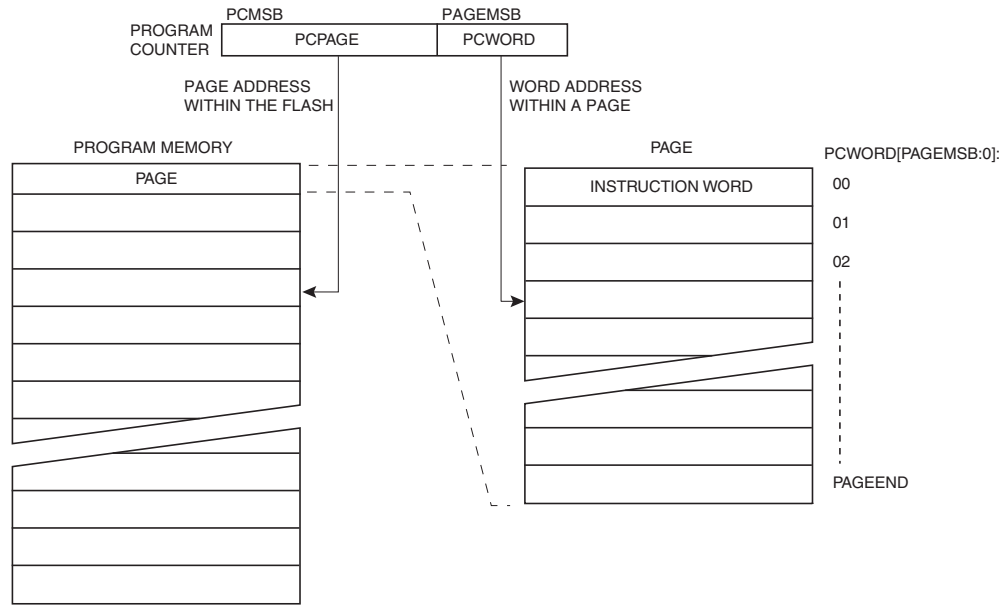 PCMSB
PAGEMSB
PROGRAM
COUNTER
PCPAGE
PCWORD
PAGE ADDRESS
WITHIN THE FLASH
WORD ADDRESS
WITHIN A PAGE
PROGRAM MEMORY
PAGE
PAGE
PCWORD[PAGEMSB:0]:
INSTRUCTION WORD
00
01
02
PAGEEND